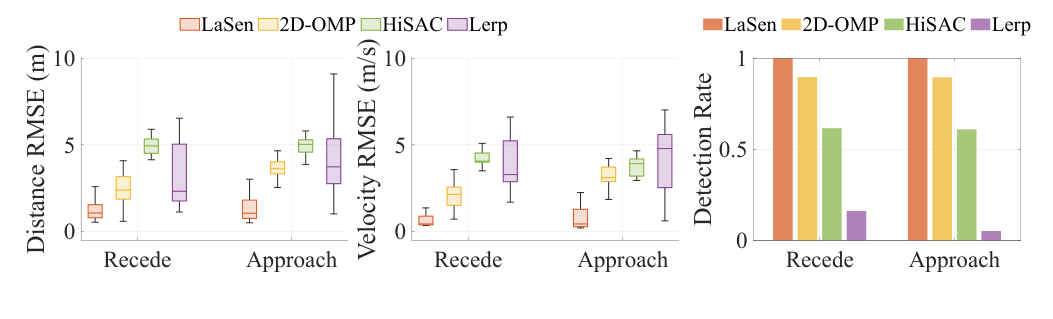 LaSen 2D-OMP HiSAC Lerp
LaSen 2D-OMP HiSAC Lerp
Distance RMSE (m)
10
5
0
Recede Approach
Velocity RMSE (m/s)
10
5
0
Recede Approach
Detection Rate
1
0.5
0
Recede Approach